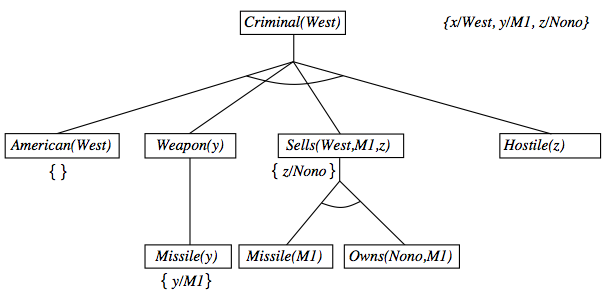 Criminal(West)
{x/West, y/M1, z/Nono}
American(West)
Weapon(y)
Sells(West,M1,z)
Hostile(z)
{ }
{ z/Nono }
Missile(y)
Missile(M1)
Owns(Nono,M1)
{ y/M1}